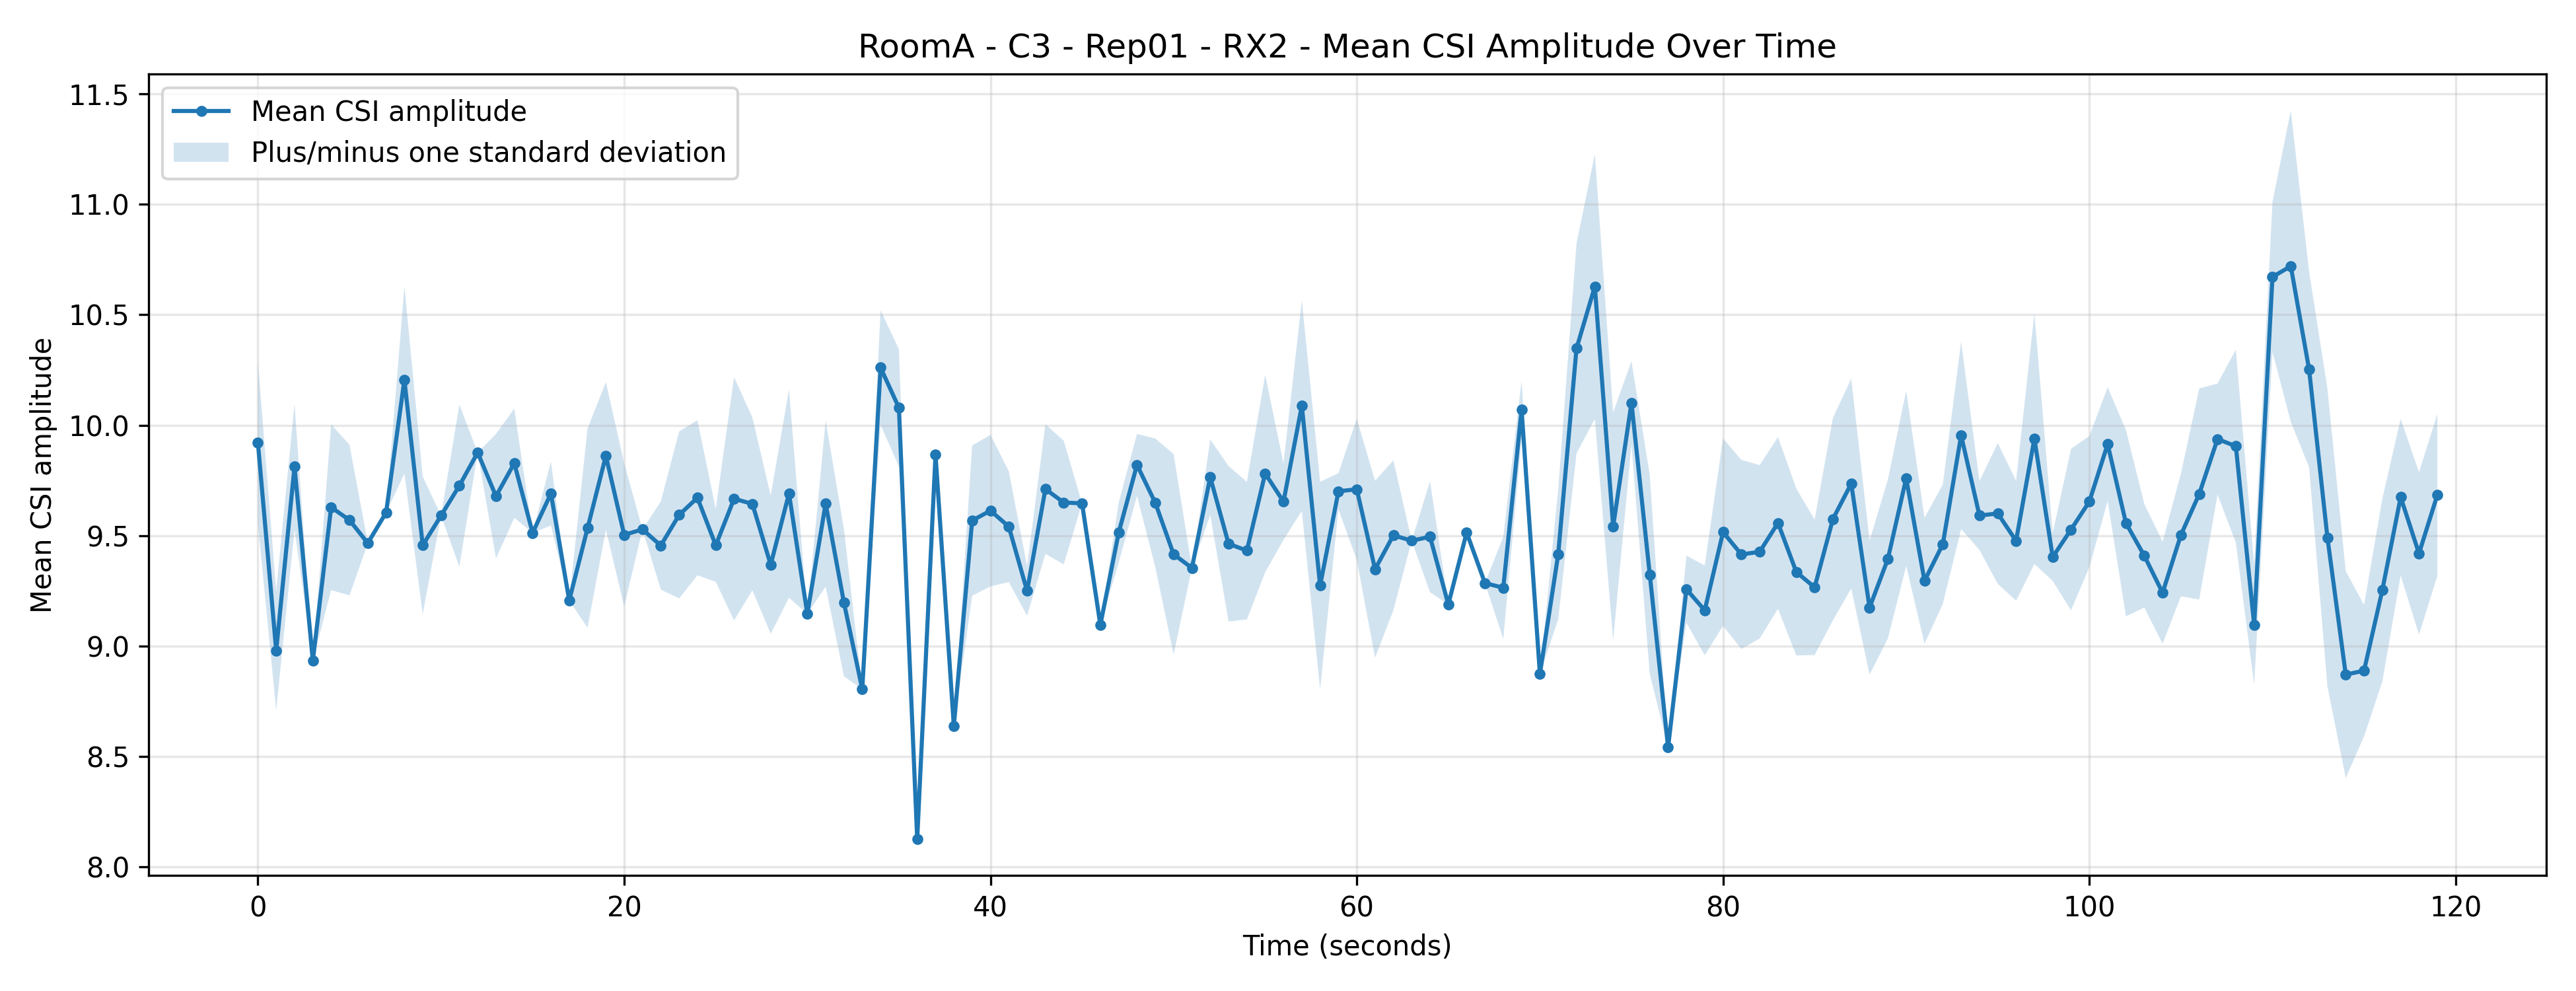 RoomA - C3 - Rep01 - RX2 - Mean CSI Amplitude Over Time
Mean CSI amplitude
Plus/minus one standard deviation
Mean CSI amplitude
11.5
11.0
10.5
10.0
9.5
9.0
8.5
8.0
0 20 40 60 80 100 120
Time (seconds)